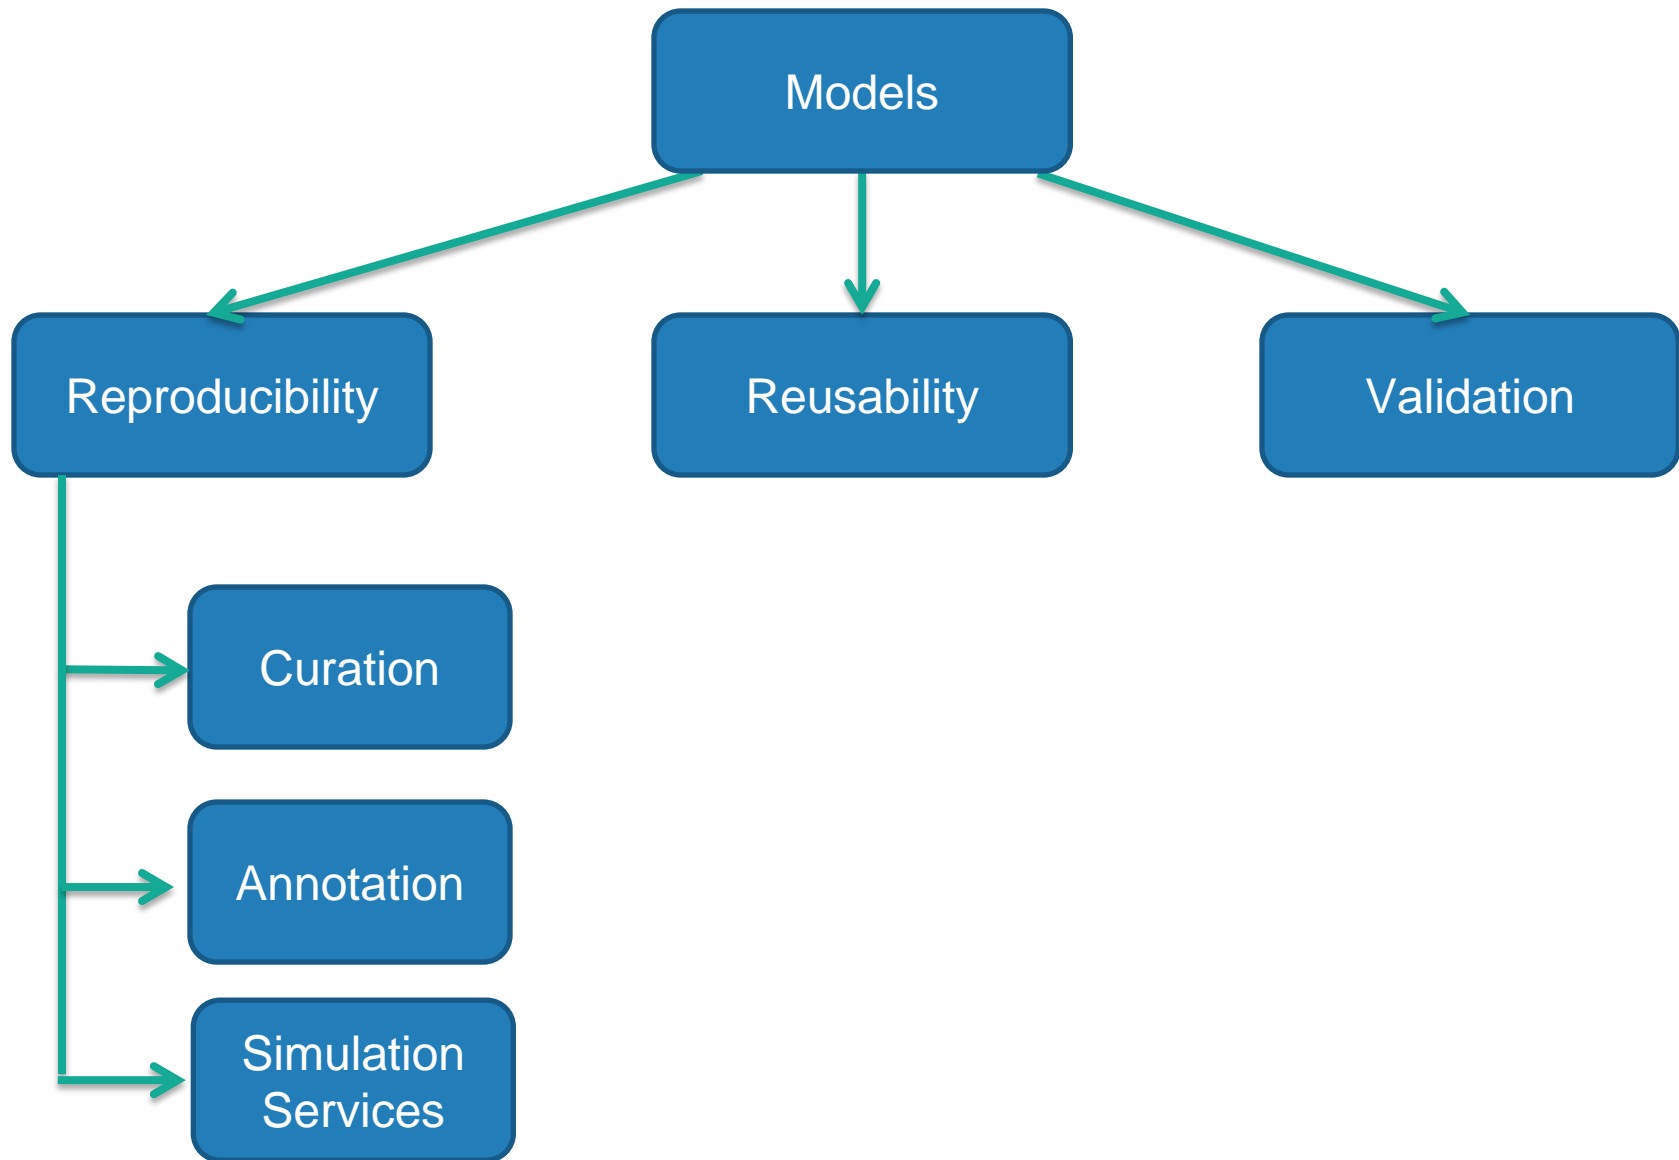 Models
Reproducibility
Reusability
Validation
Curation
Annotation
Simulation
Services